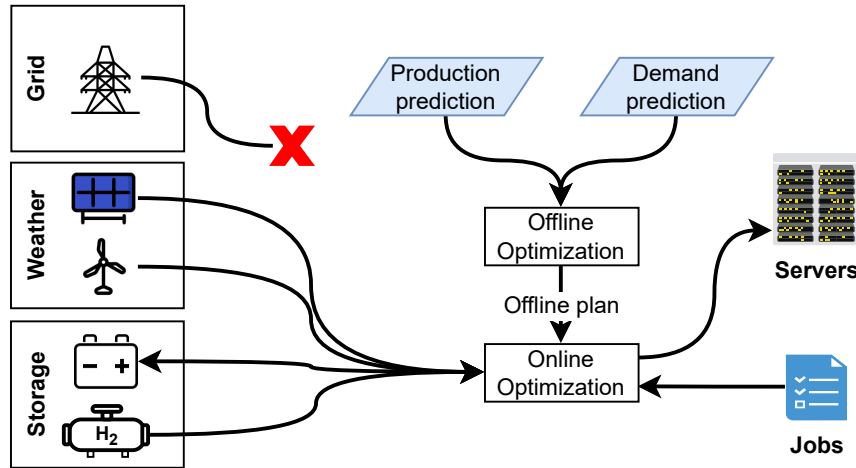 Grid
Production
prediction
Demand
prediction
Weather
Offline
Optimization
Servers
Offline plan
Storage
− +
H2
Online
Optimization
Jobs